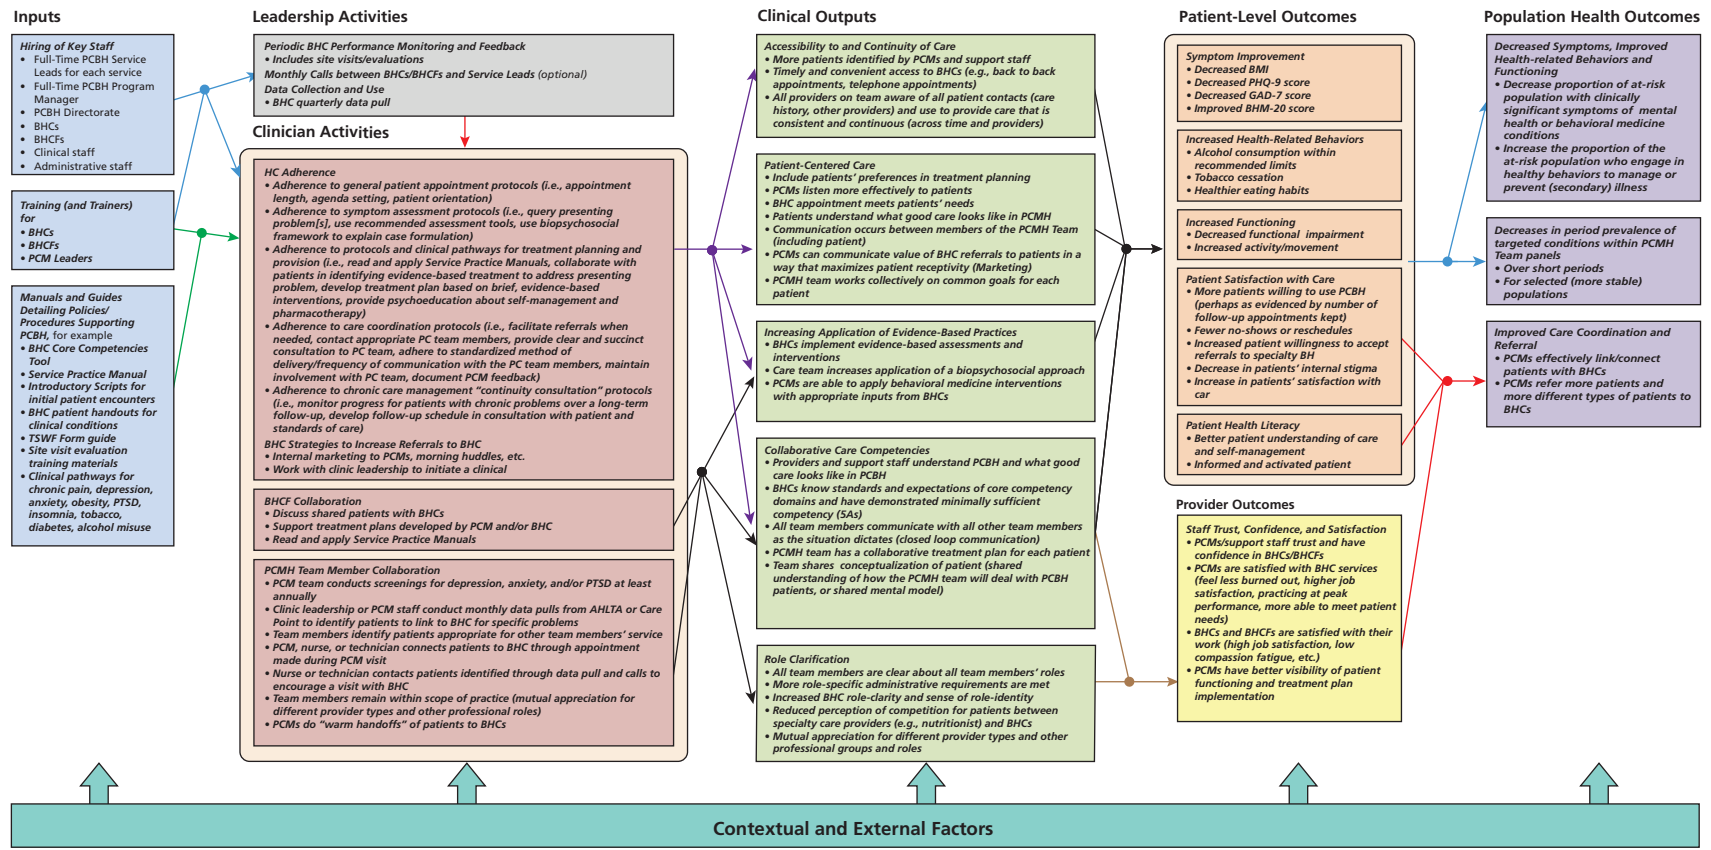 Inputs
Hiring of Key Staff
• Full-Time PCBH Service
Leads for each service
• Full-Time PCBH Program
Manager
• PCBH Directorate
• BHCs
• BHCFs
• Clinical staff
• Administrative staff
Training (and Trainers)
for
• BHCs
• BHCFs
• PCM Leaders
Manuals and Guides
Detailing Policies/
Procedures Supporting
PCBH, for example
• BHC Core Competencies
Tool
• Service Practice Manual
• Introductory Scripts for
initial patient encounters
• BHC patient handouts for
clinical conditions
• TSWF Form guide
• Site visit evaluation
training materials
• Clinical pathways for
chronic pain, depression,
anxiety, obesity, PTSD,
insomnia, tobacco,
diabetes, alcohol misuse
Leadership Activities
Periodic BHC Performance Monitoring and Feedback
• Includes site visits/evaluations
Monthly Calls between BHCs/BHCFs and Service Leads (optional)
Data Collection and Use
• BHC quarterly data pull
Clinician Activities
HC Adherence
• Adherence to general patient appointment protocols (i.e., appointment
length, agenda setting, patient orientation)
• Adherence to symptom assessment protocols (i.e., query presenting
problem[s], use recommended assessment tools, use biopsychosocial
framework to explain case formulation)
• Adherence to protocols and clinical pathways for treatment planning and
provision (i.e., read and apply Service Practice Manuals, collaborate with
patients in identifying evidence-based treatment to address presenting
problem, develop treatment plan based on brief, evidence-based
interventions, provide psychoeducation about self-management and
pharmacotherapy)
• Adherence to care coordination protocols (i.e., facilitate referrals when
needed, contact appropriate PC team members, provide clear and succinct
consultation to PC team, adhere to standardized method of
delivery/frequency of communication with the PC team members, maintain
involvement with PC team, document PCM feedback)
• Adherence to chronic care management “continuity consultation” protocols
(i.e., monitor progress for patients with chronic problems over a long-term
follow-up, develop follow-up schedule in consultation with patient and
standards of care)
BHC Strategies to Increase Referrals to BHC
• Internal marketing to PCMs, morning huddles, etc.
• Work with clinic leadership to initiate a clinical
BHCF Collaboration
• Discuss shared patients with BHCs
• Support treatment plans developed by PCM and/or BHC
• Read and apply Service Practice Manuals
PCMH Team Member Collaboration
• PCM team conducts screenings for depression, anxiety, and/or PTSD at least
annually
• Clinic leadership or PCM staff conduct monthly data pulls from AHLTA or Care
Point to identify patients to link to BHC for specific problems
• Team members identify patients appropriate for other team members’ service
• PCM, nurse, or technician connects patients to BHC through appointment
made during PCM visit
• Nurse or technician contacts patients identified through data pull and calls to
encourage a visit with BHC
• Team members remain within scope of practice (mutual appreciation for
different provider types and other professional roles)
• PCMs do “warm handoffs” of patients to BHCs
Clinical Outputs
Accessibility to and Continuity of Care
• More patients identified by PCMs and support staff
• Timely and convenient access to BHCs (e.g., back to back
appointments, telephone appointments)
• All providers on team aware of all patient contacts (care
history, other providers) and use to provide care that is
consistent and continuous (across time and providers)
Patient-Centered Care
• Include patients’ preferences in treatment planning
• PCMs listen more effectively to patients
• BHC appointment meets patients’ needs
• Patients understand what good care looks like in PCMH
• Communication occurs between members of the PCMH Team
(including patient)
• PCMs can communicate value of BHC referrals to patients in a
way that maximizes patient receptivity (Marketing)
• PCMH team works collectively on common goals for each
patient
Increasing Application of Evidence-Based Practices
• BHCs implement evidence-based assessments and
interventions
• Care team increases application of a biopsychosocial approach
• PCMs are able to apply behavioral medicine interventions
with appropriate inputs from BHCs
Collaborative Care Competencies
• Providers and support staff understand PCBH and what good
care looks like in PCBH
• BHCs know standards and expectations of core competency
domains and have demonstrated minimally sufficient
competency (5As)
• All team members communicate with all other team members
as the situation dictates (closed loop communication)
• PCMH team has a collaborative treatment plan for each patient
• Team shares conceptualization of patient (shared
understanding of how the PCMH team will deal with PCBH
patients, or shared mental model)
Role Clarification
• All team members are clear about all team members’ roles
• More role-specific administrative requirements are met
• Increased BHC role-clarity and sense of role-identity
• Reduced perception of competition for patients between
specialty care providers (e.g., nutritionist) and BHCs
• Mutual appreciation for different provider types and other
professional groups and roles
Patient-Level Outcomes
Symptom Improvement
• Decreased BMI
• Decreased PHQ-9 score
• Decreased GAD-7 score
• Improved BHM-20 score
Increased Health-Related Behaviors
• Alcohol consumption within
recommended limits
• Tobacco cessation
• Healthier eating habits
Increased Functioning
• Decreased functional impairment
• Increased activity/movement
Patient Satisfaction with Care
• More patients willing to use PCBH
(perhaps as evidenced by number of
follow-up appointments kept)
• Fewer no-shows or reschedules
• Increased patient willingness to accept
referrals to specialty BH
• Decrease in patients’ internal stigma
• Increase in patients’ satisfaction with
car
Patient Health Literacy
• Better patient understanding of care
and self-management
• Informed and activated patient
Provider Outcomes
Staff Trust, Confidence, and Satisfaction
• PCMs/support staff trust and have
confidence in BHCs/BHCFs
• PCMs are satisfied with BHC services
(feel less burned out, higher job
satisfaction, practicing at peak
performance, more able to meet patient
needs)
• BHCs and BHCFs are satisfied with their
work (high job satisfaction, low
compassion fatigue, etc.)
• PCMs have better visibility of patient
functioning and treatment plan
implementation
Population Health Outcomes
Decreased Symptoms, Improved
Health-related Behaviors and
Functioning
• Decrease proportion of at-risk
population with clinically
significant symptoms of mental
health or behavioral medicine
conditions
• Increase the proportion of the
at-risk population who engage in
healthy behaviors to manage or
prevent (secondary) illness
Decreases in period prevalence of
targeted conditions within PCMH
Team panels
• Over short periods
• For selected (more stable)
populations
Improved Care Coordination and
Referral
• PCMs effectively link/connect
patients with BHCs
• PCMs refer more patients and
more different types of patients to
BHCs
Contextual and External Factors